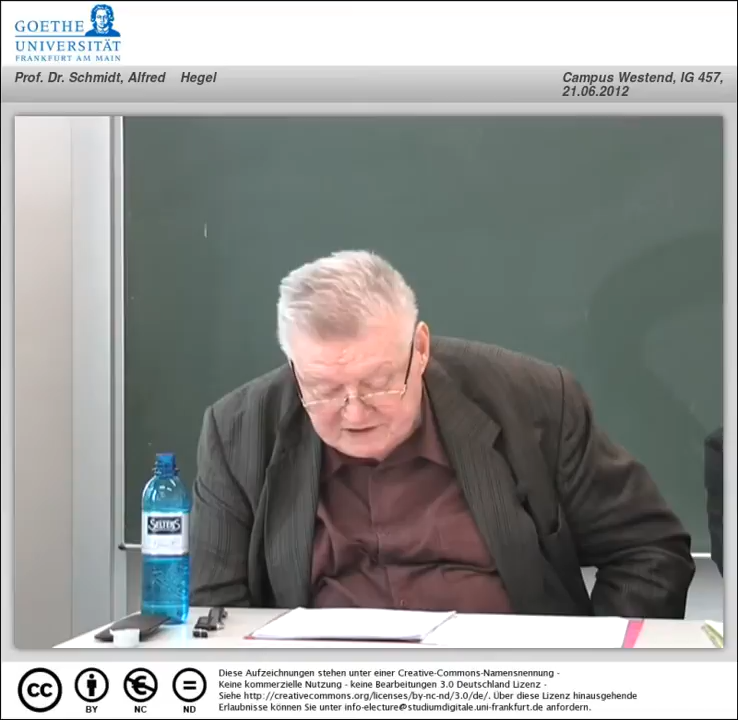 GOETHE
UNIVERSITÄT
FRANKFURT AM MAIN
Prof. Dr. Schmidt, Alfred Hegel
Campus Westend, IG 457,
21.06.2012
SELTERS
Diese Aufzeichnungen stehen unter einer Creative-Commons-Namensnennung -
Keine kommerzielle Nutzung - keine Bearbeitungen 3.0 Deutschland Lizenz -
Siehe http://creativecommons.org/licenses/by-nc-nd/3.0/de/. Über diese Lizenz hinausgehende
Erlaubnisse können Sie unter info-electure@studiumdigitale.uni-frankfurt.de anfordern.
cc
BY NC ND